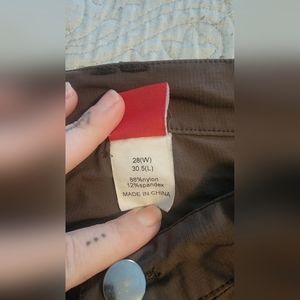 28(W)
30.5(L)
88%nylon
12%spandex
MADE IN CHINA